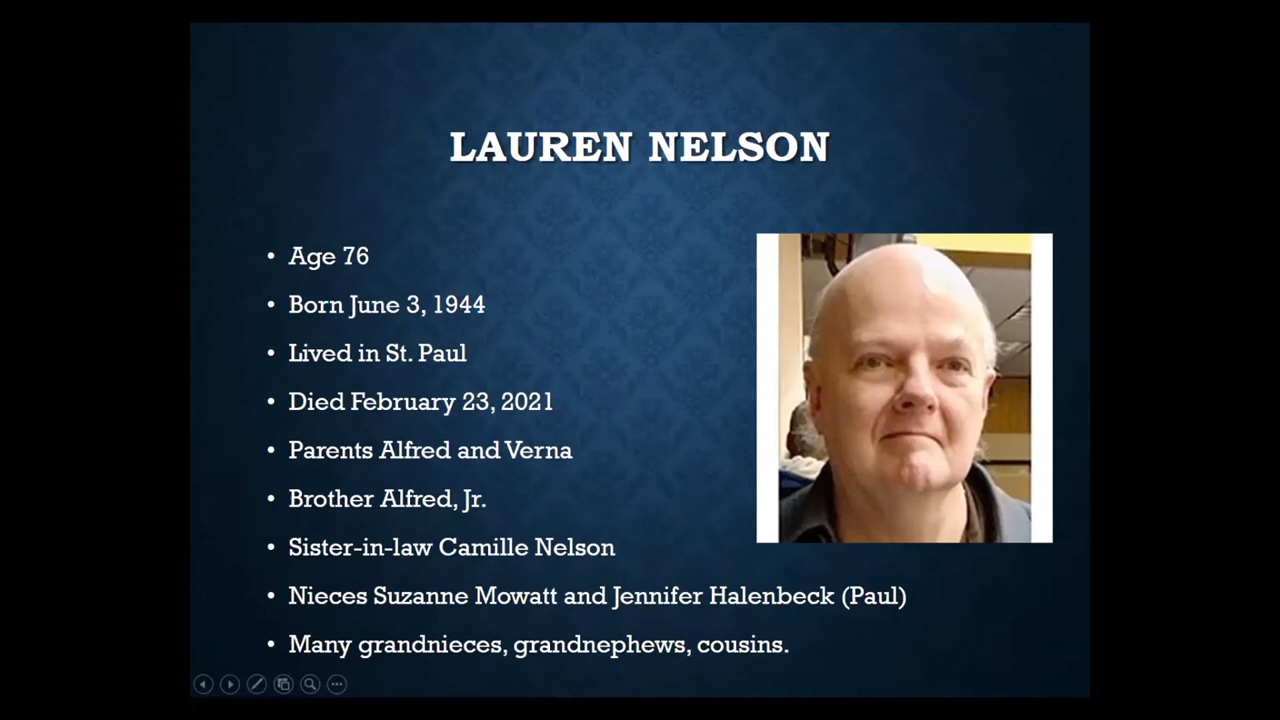 LAUREN NELSON
• Age 76
• Born June 3, 1944
• Lived in St. Paul
• Died February 23, 2021
• Parents Alfred and Verna
• Brother Alfred, Jr.
• Sister-in-law Camille Nelson
• Nieces Suzanne Mowatt and Jennifer Halenbeck (Paul)
• Many grandnieces, grandnephews, cousins.